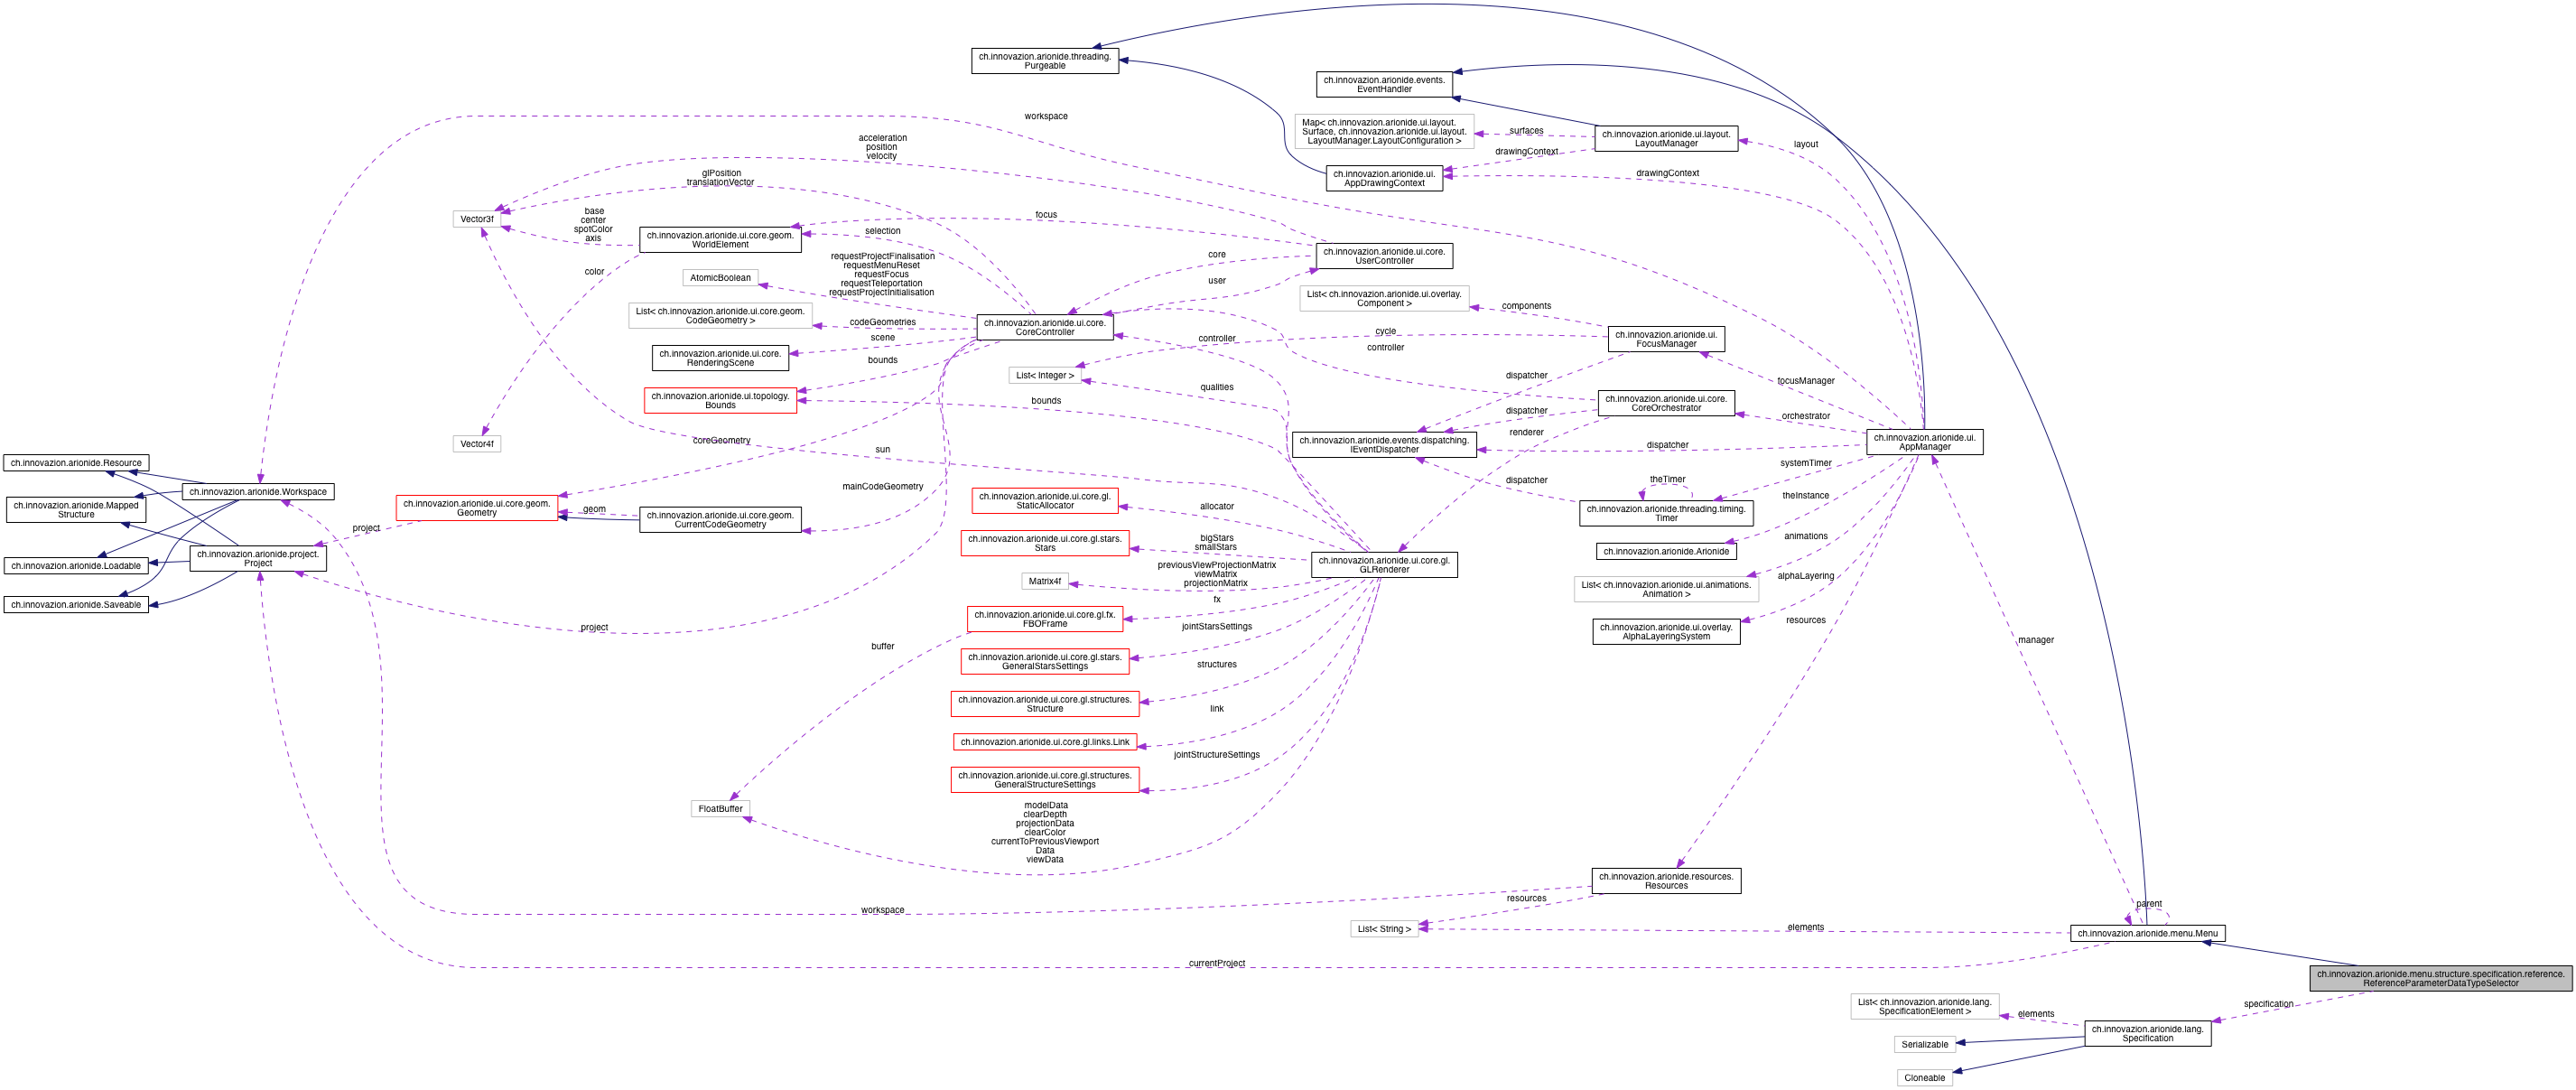 ch.innovazion.arionide.threading.
Purgeable
ch.innovazion.arionide.events.
EventHandler
workspace
Map< ch.innovazion.arionide.ui.layout.
Surface, ch.innovazion.arionide.ui.layout.
LayoutManager.LayoutConfiguration >
surfaces
ch.innovazion.arionide.ui.layout.
LayoutManager
layout
acceleration
position
velocity
drawingContext
glPosition
translationVector
ch.innovazion.arionide.ui.
AppDrawingContext
drawingContext
Vector3f
base
center
spotColor
axis
focus
ch.innovazion.arionide.ui.core.geom.
WorldElement
selection
core
ch.innovazion.arionide.ui.core.
UserController
color
AtomicBoolean
requestProjectFinalisation
requestMenuReset
requestFocus
requestTeleportation
requestProjectInitialisation
user
List< ch.innovazion.arionide.ui.overlay.
Component >
components
List< ch.innovazion.arionide.ui.core.geom.
CodeGeometry >
codeGeometries
ch.innovazion.arionide.ui.core.
CoreController
ch.innovazion.arionide.ui.core.
RenderingScene
scene
controller
cycle
controller
ch.innovazion.arionide.ui.
FocusManager
bounds
List< Integer >
dispatcher
focusManager
ch.innovazion.arionide.ui.topology.
Bounds
bounds
qualities
ch.innovazion.arionide.ui.core.
CoreOrchestrator
dispatcher
orchestrator
Vector4f
coreGeometry
sun
ch.innovazion.arionide.events.dispatching.
IEventDispatcher
renderer
dispatcher
ch.innovazion.arionide.ui.
AppManager
ch.innovazion.arionide.Resource
ch.innovazion.arionide.Workspace
mainCodeGeometry
dispatcher
theTimer
systemTimer
ch.innovazion.arionide.Mapped
Structure
ch.innovazion.arionide.ui.core.geom.
Geometry
geom
ch.innovazion.arionide.ui.core.geom.
CurrentCodeGeometry
ch.innovazion.arionide.ui.core.gl.
StaticAllocator
allocator
ch.innovazion.arionide.threading.timing.
Timer
theInstance
project
ch.innovazion.arionide.project.
Project
ch.innovazion.arionide.ui.core.gl.stars.
Stars
bigStars
smallStars
ch.innovazion.arionide.ui.core.gl.
GLRenderer
ch.innovazion.arionide.Arionide
animations
ch.innovazion.arionide.Loadable
Matrix4f
previousViewProjectionMatrix
viewMatrix
projectionMatrix
List< ch.innovazion.arionide.ui.animations.
Animation >
alphaLayering
ch.innovazion.arionide.Saveable
project
ch.innovazion.arionide.ui.core.gl.fx.
FBOFrame
fx
ch.innovazion.arionide.ui.overlay.
AlphaLayeringSystem
resources
manager
buffer
ch.innovazion.arionide.ui.core.gl.stars.
GeneralStarsSettings
jointStarsSettings
structures
ch.innovazion.arionide.ui.core.gl.structures.
Structure
link
ch.innovazion.arionide.ui.core.gl.links.Link
jointStructureSettings
ch.innovazion.arionide.ui.core.gl.structures.
GeneralStructureSettings
FloatBuffer
modelData
clearDepth
projectionData
clearColor
currentToPreviousViewport
Data
viewData
ch.innovazion.arionide.resources.
Resources
workspace
resources
List< String >
elements
parent
ch.innovazion.arionide.menu.Menu
currentProject
ch.innovazion.arionide.menu.structure.specification.reference.
ReferenceParameterDataTypeSelector
List< ch.innovazion.arionide.lang.
SpecificationElement >
elements
specification
ch.innovazion.arionide.lang.
Specification
Serializable
Cloneable